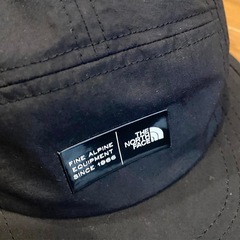 FINE ALPINE
EQUIPMENT
SINCE 1966
THE
NORTH
FACE